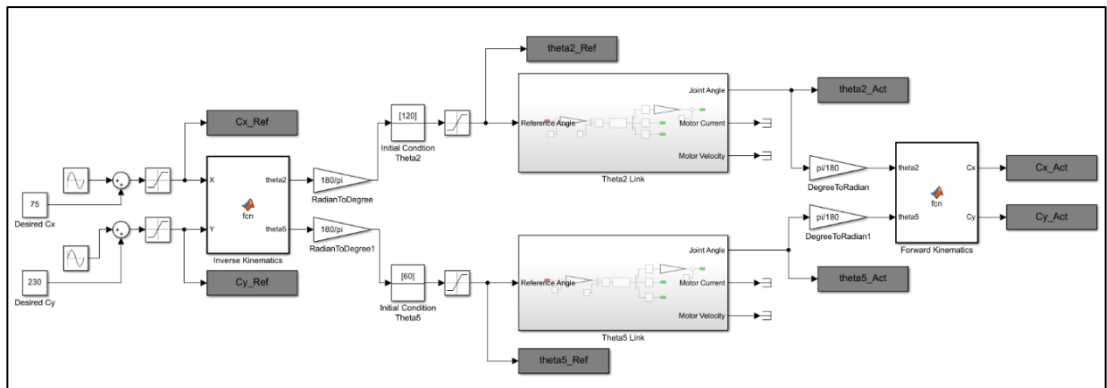 theta2_Ref
Joint Angle
theta2_Act
[120]
Reference Angle
Motor Current
Cx_Ref
Initial Condtion
Theta2
Motor Velocity
Theta2 Link
X
theta2
180/pi
RadianToDegree
pi/180
DegreeToRadian
theta2
Cx
Cx_Act
75
Desired Cx
fcn
fcn
Y
theta5
180/pi
RadianToDegree1
pi/180
DegreeToRadian1
theta5
Cy
Cy_Act
Inverse Kinematics
Forward Kinematics
230
Desired Cy
Cy_Ref
[60]
Initial Condition
Theta5
Joint Angle
theta5_Act
Reference Angle
Motor Current
Motor Velocity
Theta5 Link
theta5_Ref